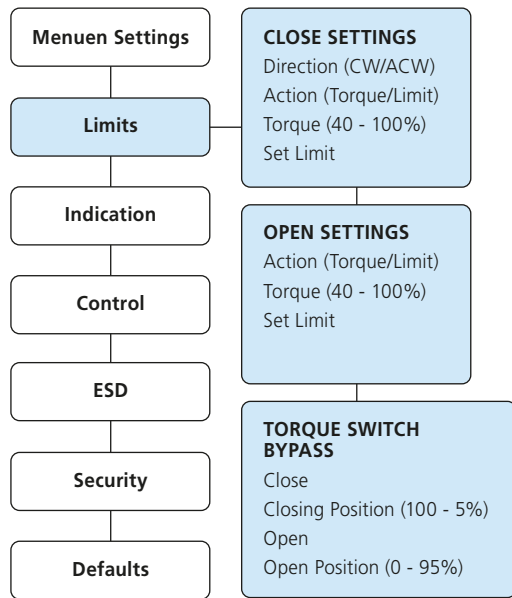 Menuen Settings
Limits
Indication
Control
ESD
Security
Defaults
CLOSE SETTINGS
Direction (CW/ACW)
Action (Torque/Limit)
Torque (40 - 100%)
Set Limit
OPEN SETTINGS
Action (Torque/Limit)
Torque (40 - 100%)
Set Limit
TORQUE SWITCH
BYPASS
Close
Closing Position (100 - 5%)
Open
Open Position (0 - 95%)